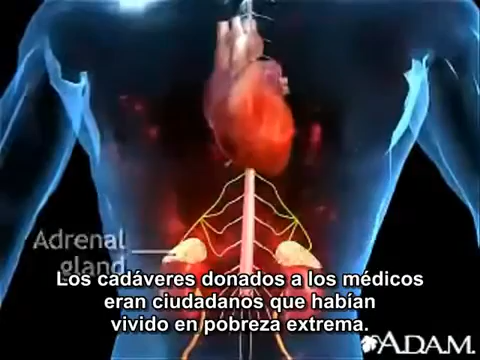 Adrenal
gland
Los cadáveres donados a los médicos
eran ciudadanos que habían
vivido en pobreza extrema.
A.D.A.M.